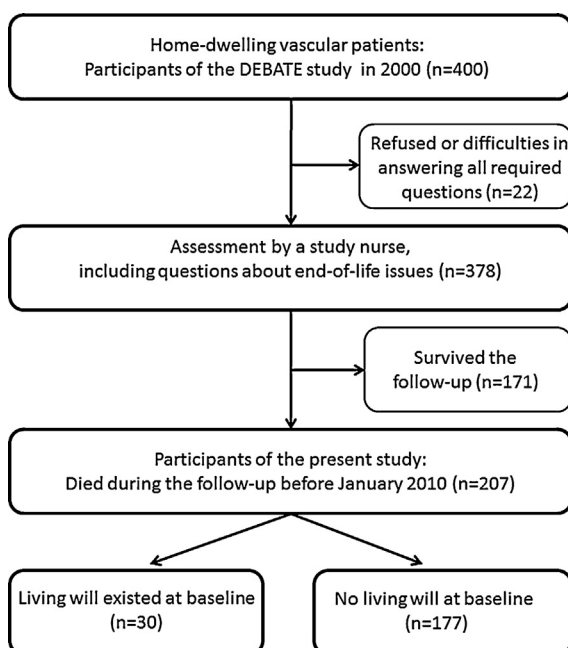 Home-dwelling vascular patients:
Participants of the DEBATE study in 2000 (n=400)
Refused or difficulties in
answering all required
questions (n=22)
Assessment by a study nurse,
including questions about end-of-life issues (n=378)
Survived the
follow-up (n=171)
Participants of the present study:
Died during the follow-up before January 2010 (n=207)
Living will existed at baseline
(n=30)
No living will at baseline
(n=177)